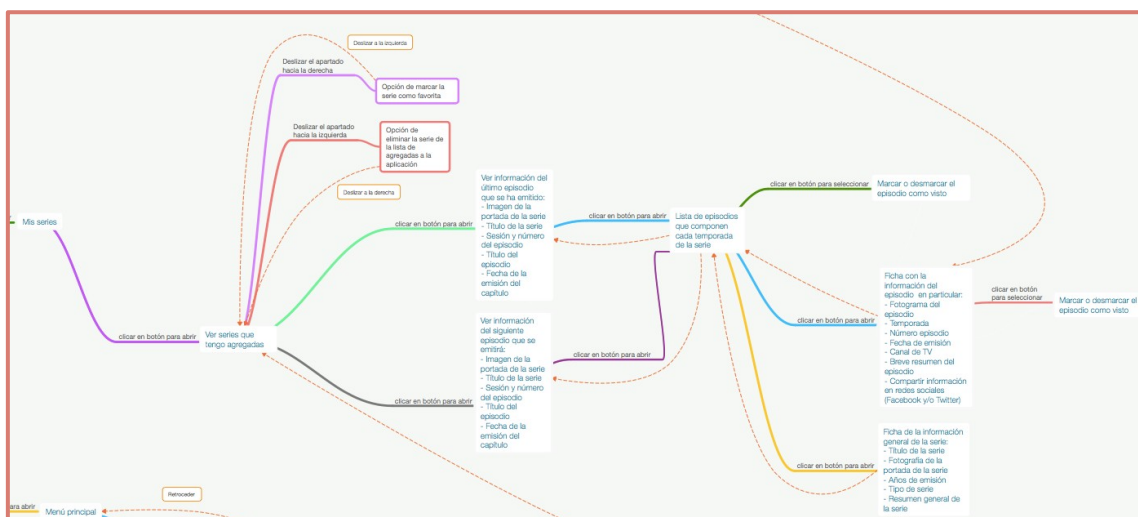 Deslizar a la izquierda
Deslizar el apartado
hacia la derecha
Opción de marcar la
serie como favorita
Deslizar el apartado
hacia la izquierda
Opción de
eliminar la serie de
la lista de
agregadas a la
aplicación
Deslizar a la derecha
Mis series
clicar en botón para abrir
Ver series que
tengo agregadas
clicar en botón para abrir
Ver información del
último episodio
que se ha emitido:
- Imagen de la
portada de la serie
- Título de la serie
- Sesión y número
del episodio
- Título del
episodio
- Fecha de la
emisión del
capítulo
clicar en botón para abrir
Ver información
del siguiente
episodio que se
emitirá:
- Imagen de la
portada de la serie
- Título de la serie
- Sesión y número
del episodio
- Título del
episodio
- Fecha de la
emisión del
capítulo
clicar en botón para abrir
clicar en botón para abrir
Lista de episodios
que componen
cada temporada
de la serie
clicar en botón para seleccionar
Marcar o desmarcar el
episodio como visto
clicar en botón para abrir
Ficha con la
información del
episodio en particular:
- Fotograma del
episodio
- Temporada
- Número episodio
- Fecha de emisión
- Canal de TV
- Breve resumen del
episodio
- Compartir información
en redes sociales
(Facebook y/o Twitter)
clicar en botón
para seleccionar
Marcar o desmarcar el
episodio como visto
clicar en botón para abrir
Ficha de la información
general de la serie:
- Título de la serie
- Fotografía de la
portada de la serie
- Años de emisión
- Tipo de serie
- Resumen general de
la serie
Retroceder
para abrir
Menú principal